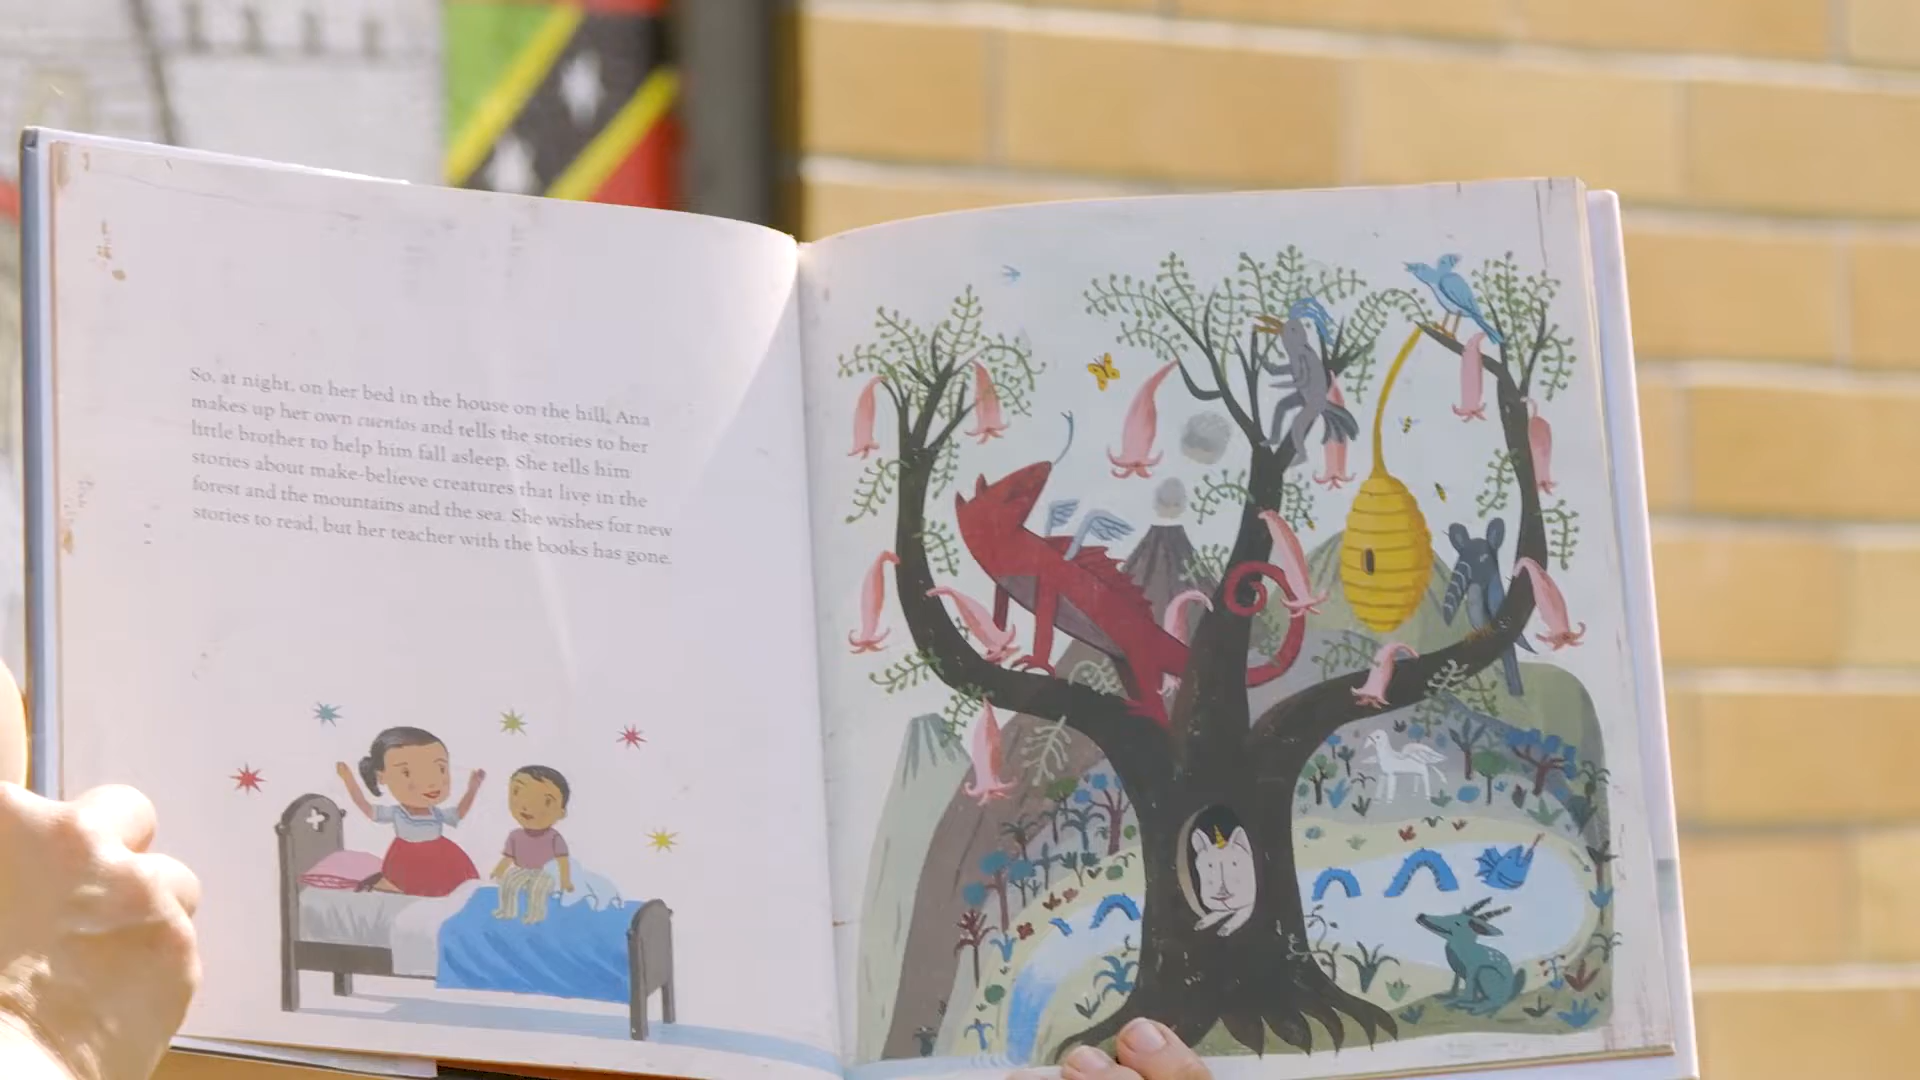 So, at night, on her bed in the house on the hill, Ana
makes up her own cuentos and tells the stories to her
little brother to help him fall asleep. She tells him
stories about make-believe creatures that live in the
forest and the mountains and the sea. She wishes for new
stories to read, but her teacher with the books has gone.